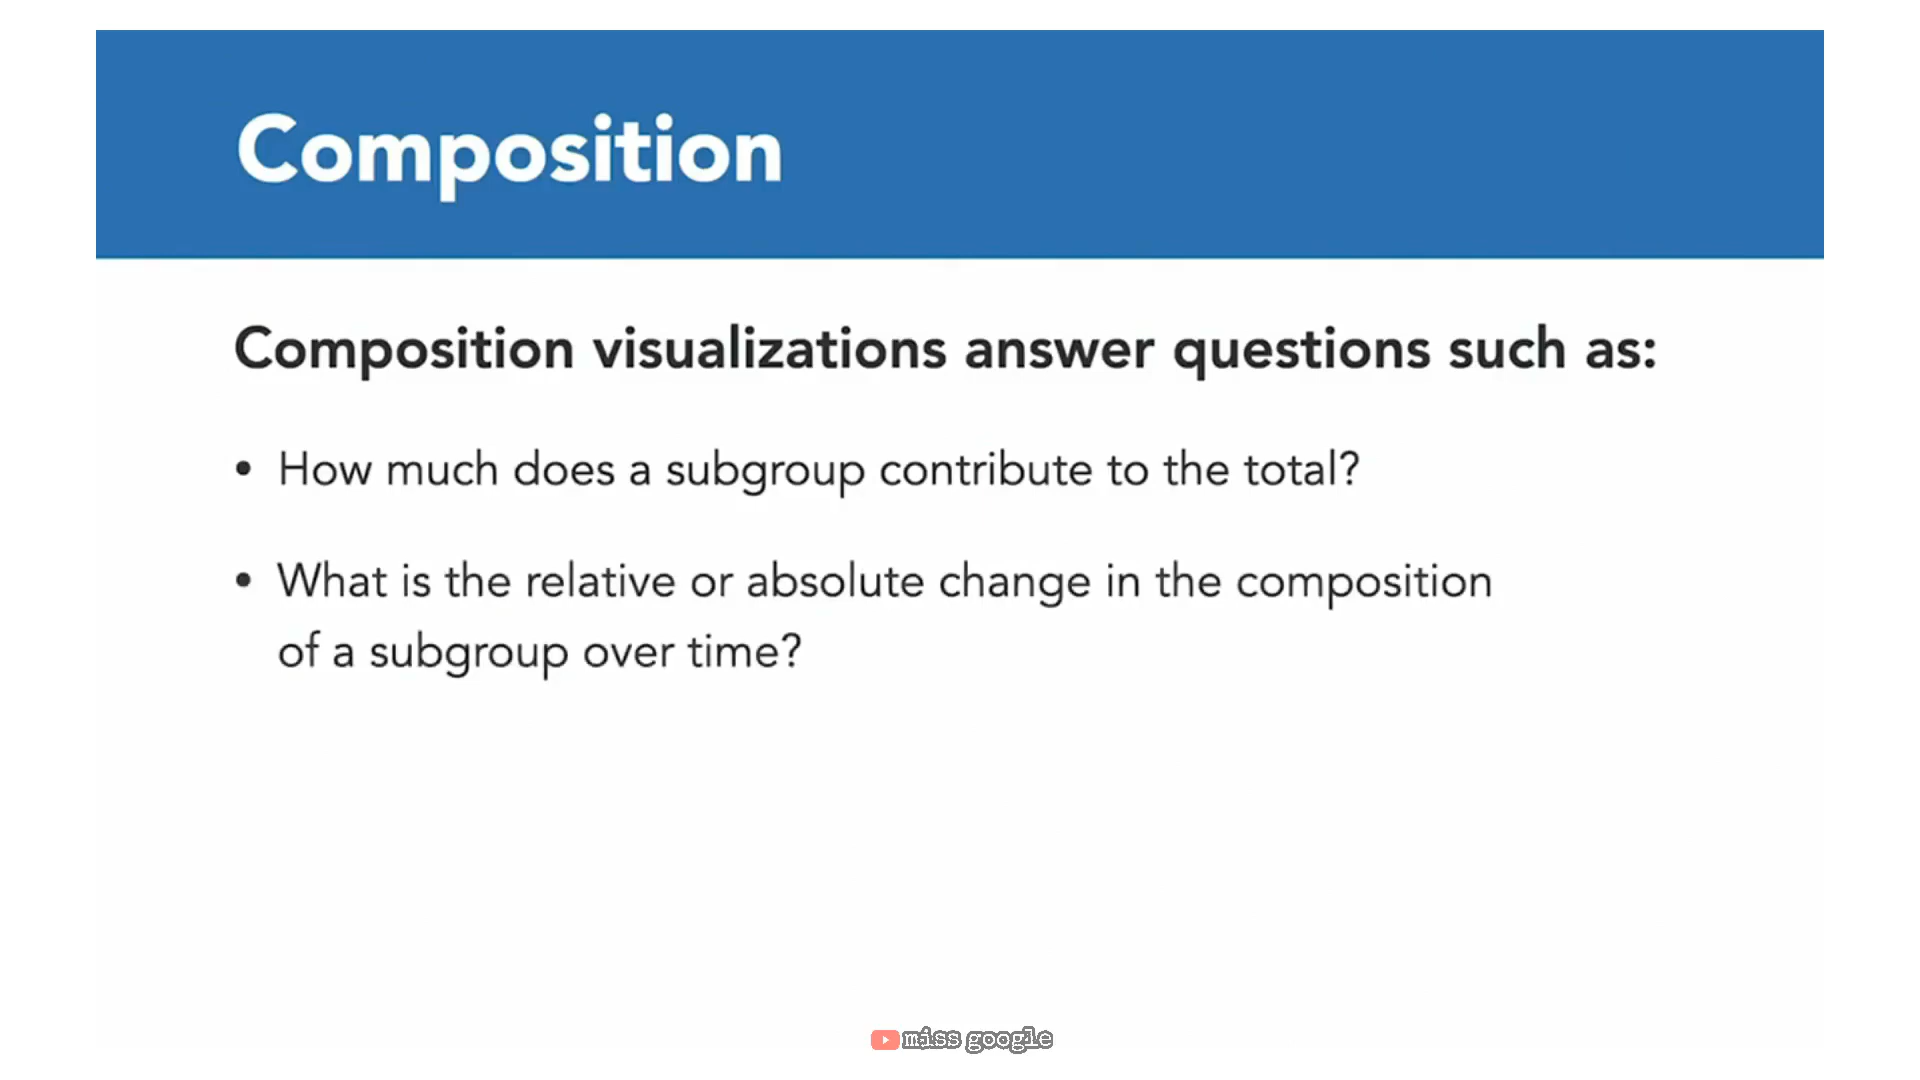 Composition
Composition visualizations answer questions such as:
• How much does a subgroup contribute to the total?
• What is the relative or absolute change in the composition
of a subgroup over time?
miss google